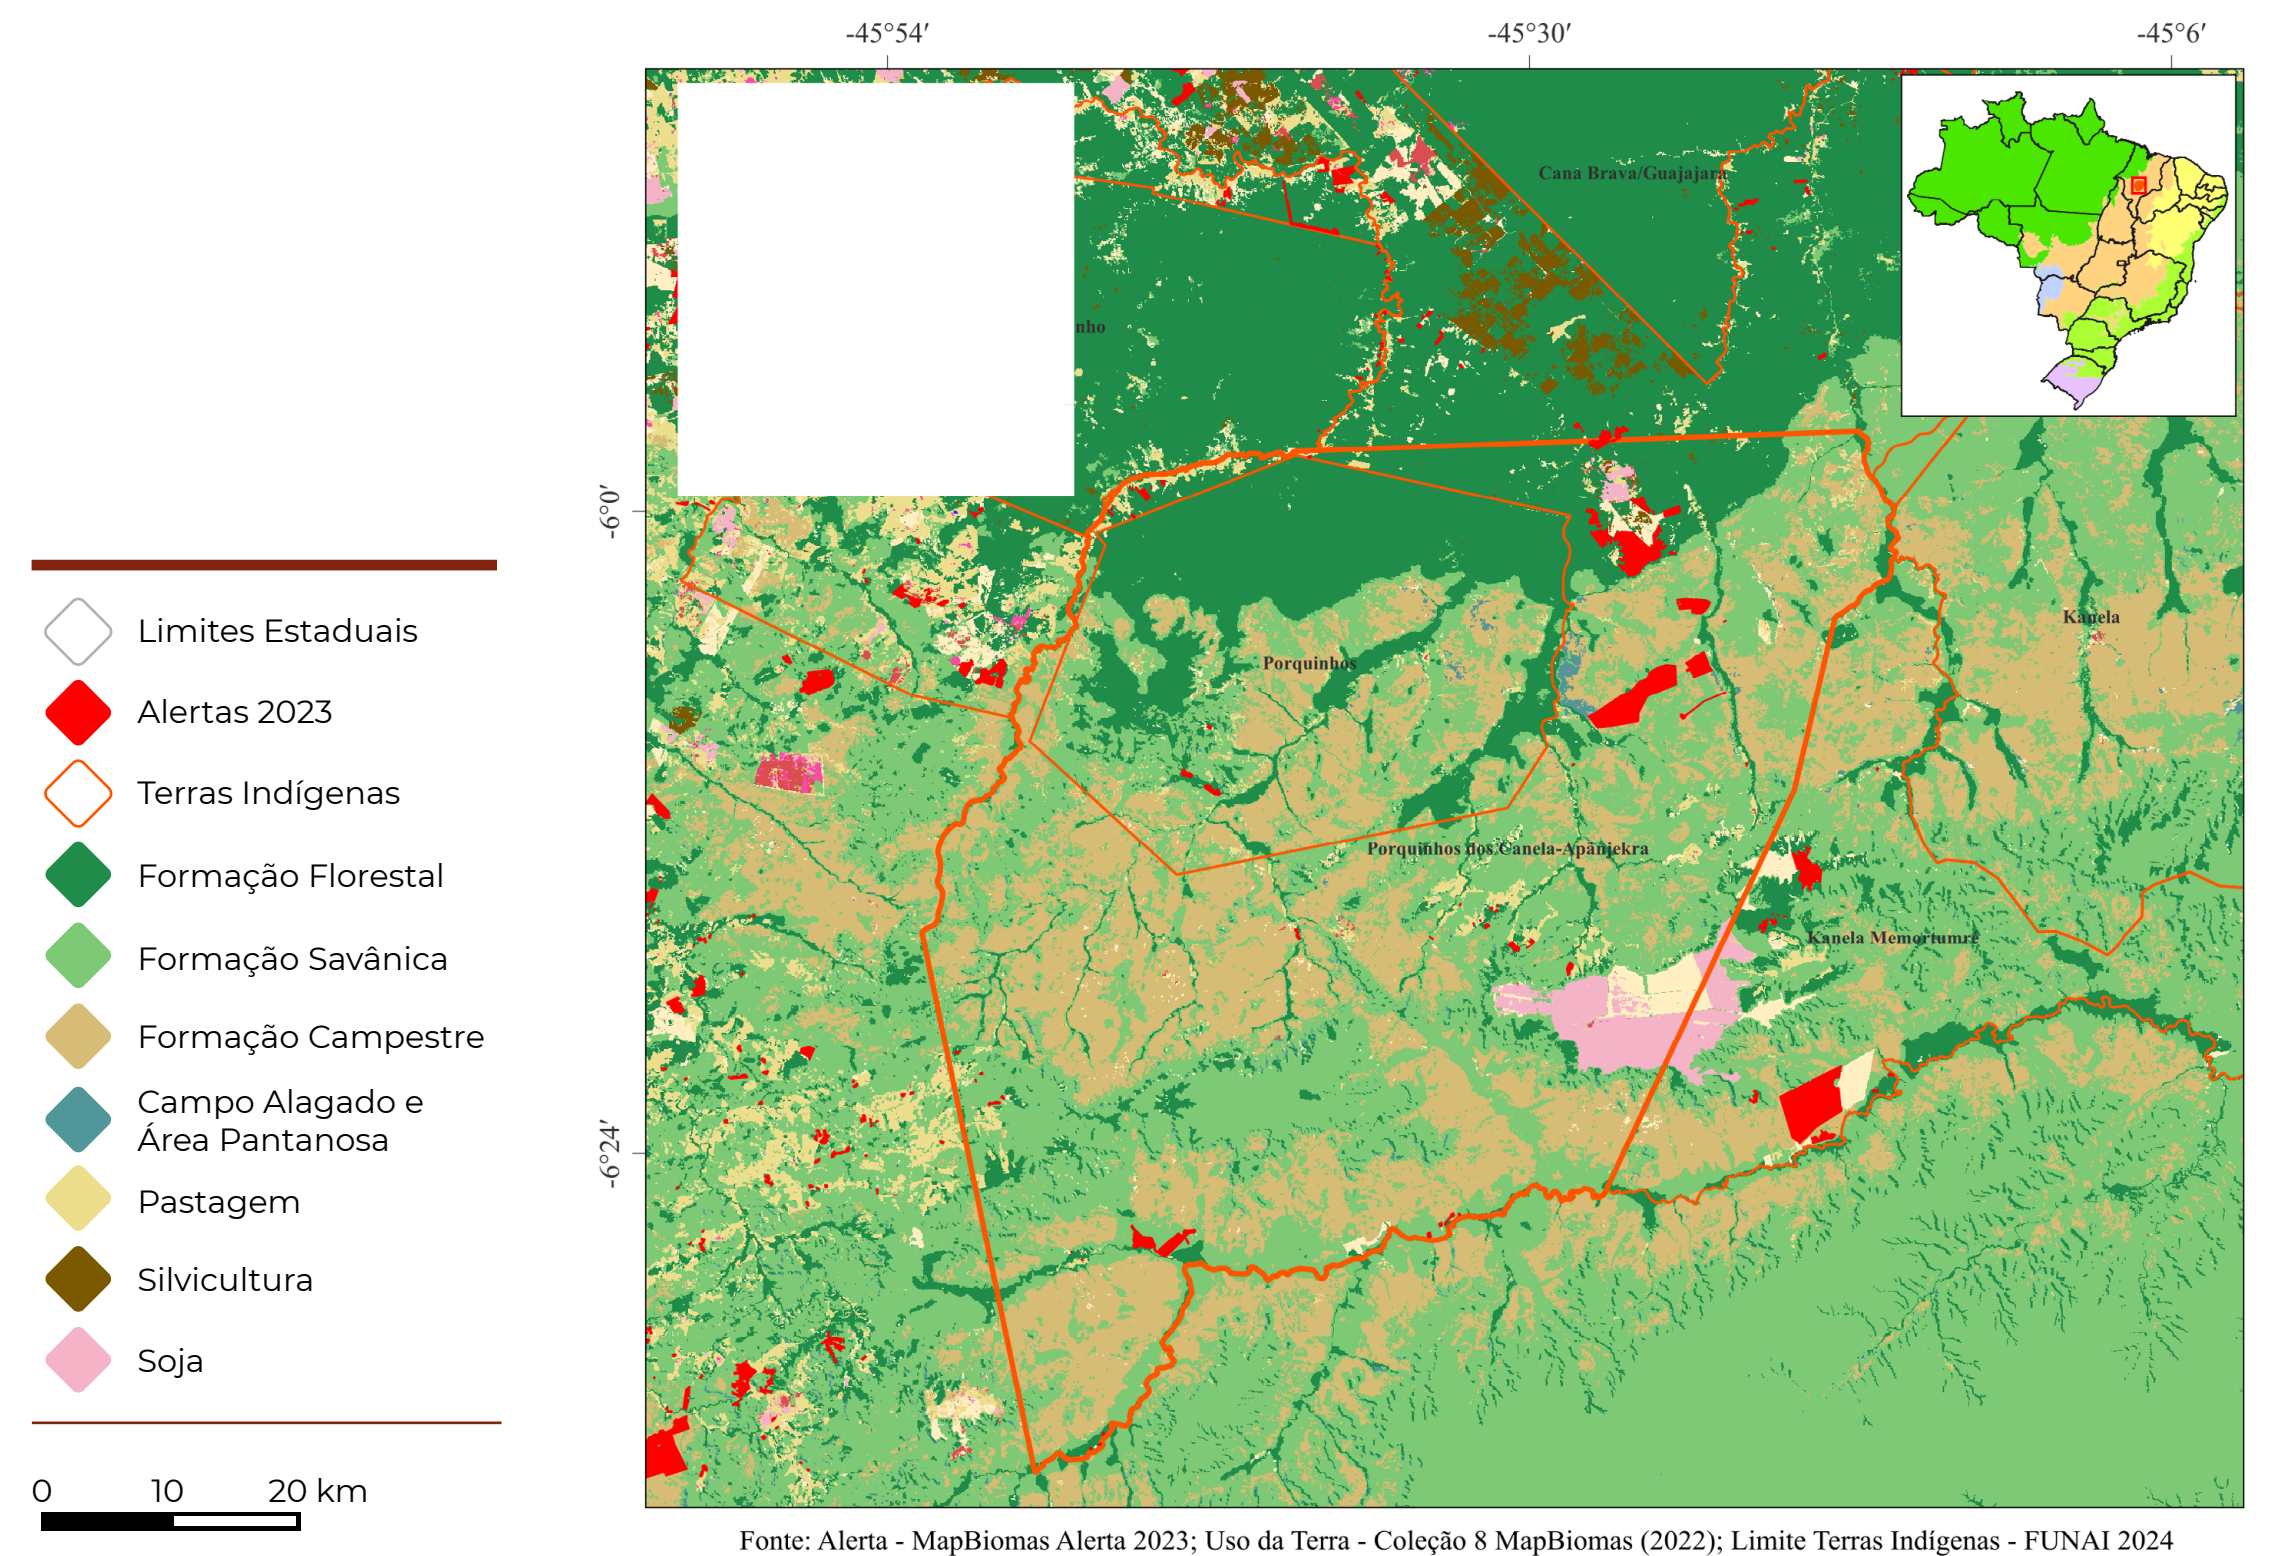 -45°54′
-45°30′
-45°6′
Cana Brava/Guajajara
nho
-6°0′
Limites Estaduais
Kanela
Porquinhos
Alertas 2023
Terras Indígenas
Porquinhos dos Canela-Apãnjekra
Formação Florestal
Kanela Memortumré
Formação Savânica
Formação Campestre
Campo Alagado e
Área Pantanosa
-6°24′
Pastagem
Silvicultura
Soja
0 10 20 km
Fonte: Alerta - MapBiomas Alerta 2023; Uso da Terra - Coleção 8 MapBiomas (2022); Limite Terras Indígenas - FUNAI 2024